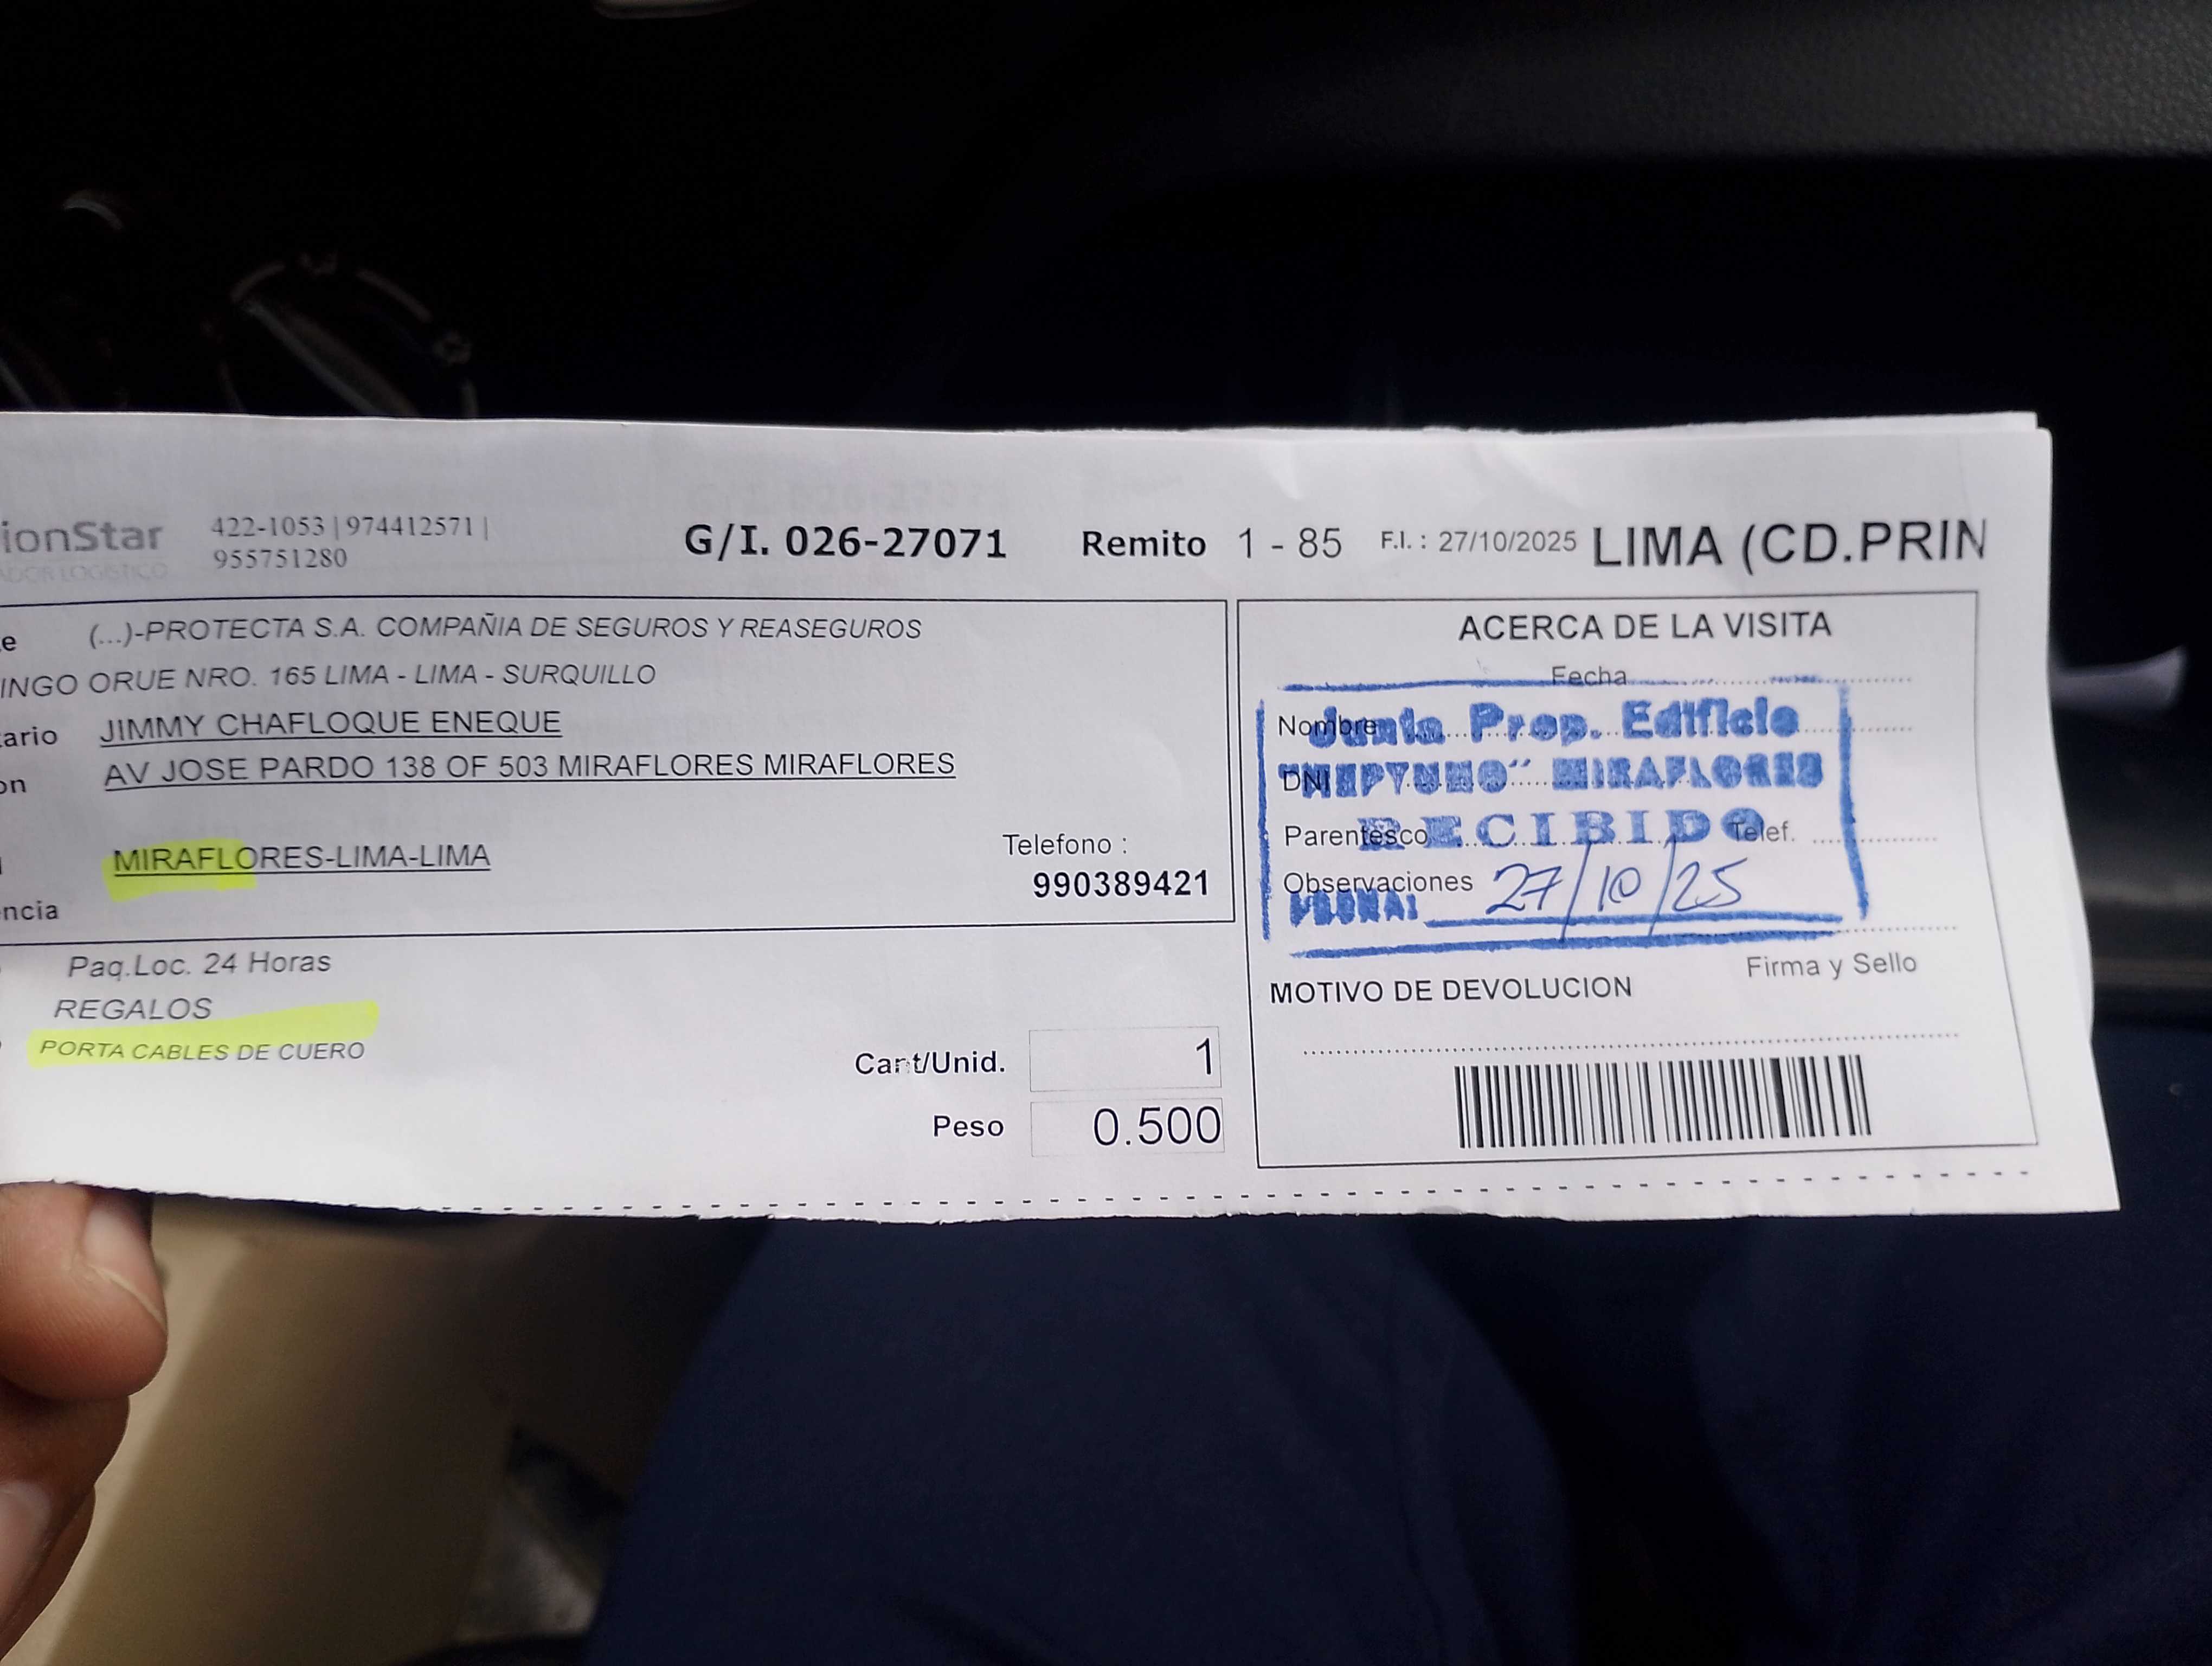 ionStar
ADOR LOGISTICO
422-1053 | 974412571 |
955751280
G/I. 026-27071
Remito 1 - 85
F.I. : 27/10/2025
LIMA (CD.PRIN
e (...)-PROTECTA S.A. COMPAÑIA DE SEGUROS Y REASEGUROS
INGO ORUE NRO. 165 LIMA - LIMA - SURQUILLO
ario JIMMY CHAFLOQUE ENEQUE
on AV JOSE PARDO 138 OF 503 MIRAFLORES MIRAFLORES
MIRAFLORES-LIMA-LIMA
Telefono :
990389421
encia
Paq.Loc. 24 Horas
REGALOS
PORTA CABLES DE CUERO
Cant/Unid. 1
Peso 0.500
ACERCA DE LA VISITA
Fecha
Nombre
DNI
Parentesco Telef.
Observaciones
Junta Prop. Edificio
"NEPTUNO" MIRAFLORES
RECIBIDO
27/10/25
Firma y Sello
MOTIVO DE DEVOLUCION